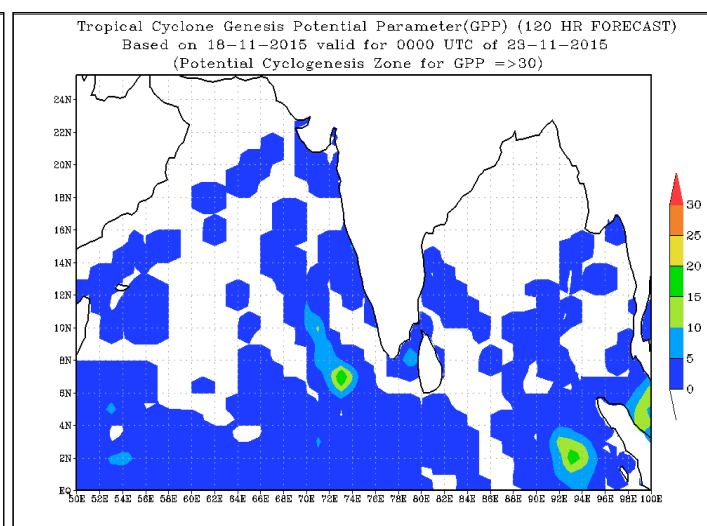 Tropical Cyclone Genesis Potential Parameter(GPP) (120 HR FORECAST)
Based on 18-11-2015 valid for 0000 UTC of 23-11-2015
(Potential Cyclogenesis Zone for GPP =>30)
24N
22N
20N
18N
16N
14N
12N
10N
8N
6N
4N
2N
EQ
50E 52E 54E 56E 58E 60E 62E 64E 66E 68E 70E 72E 74E 76E 78E 80E 82E 84E 86E 88E 90E 92E 94E 96E 98E 100E
30
25
20
15
10
5
0